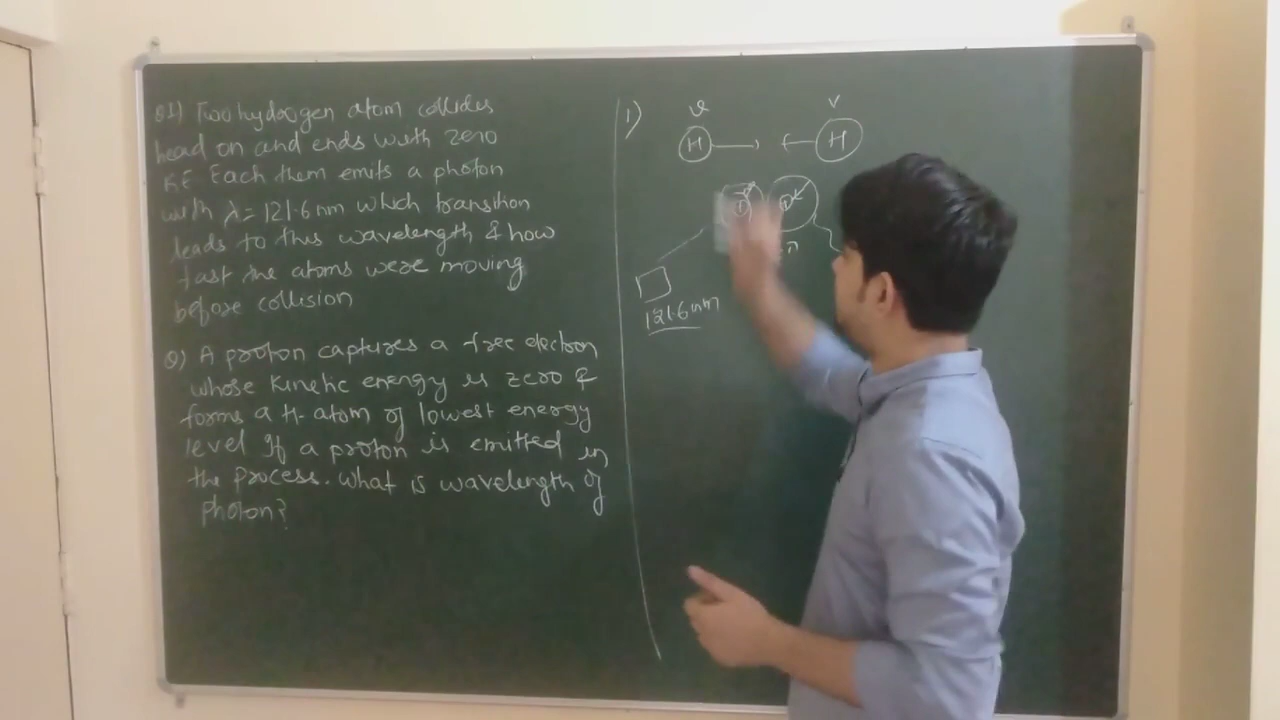 Q1) Two hydrogen atom collides
head on and ends with zero
KE Each them emits a photon
with λ = 121.6 nm which transition
leads to this wavelength & how
fast the atoms were moving
before collision
Q) A proton captures a free electron
whose kinetic energy is zero &
forms a H-atom of lowest energy
level If a proton is emitted in
the process. What is wavelength of
photon?
1)
v v
H H
121.6 nm